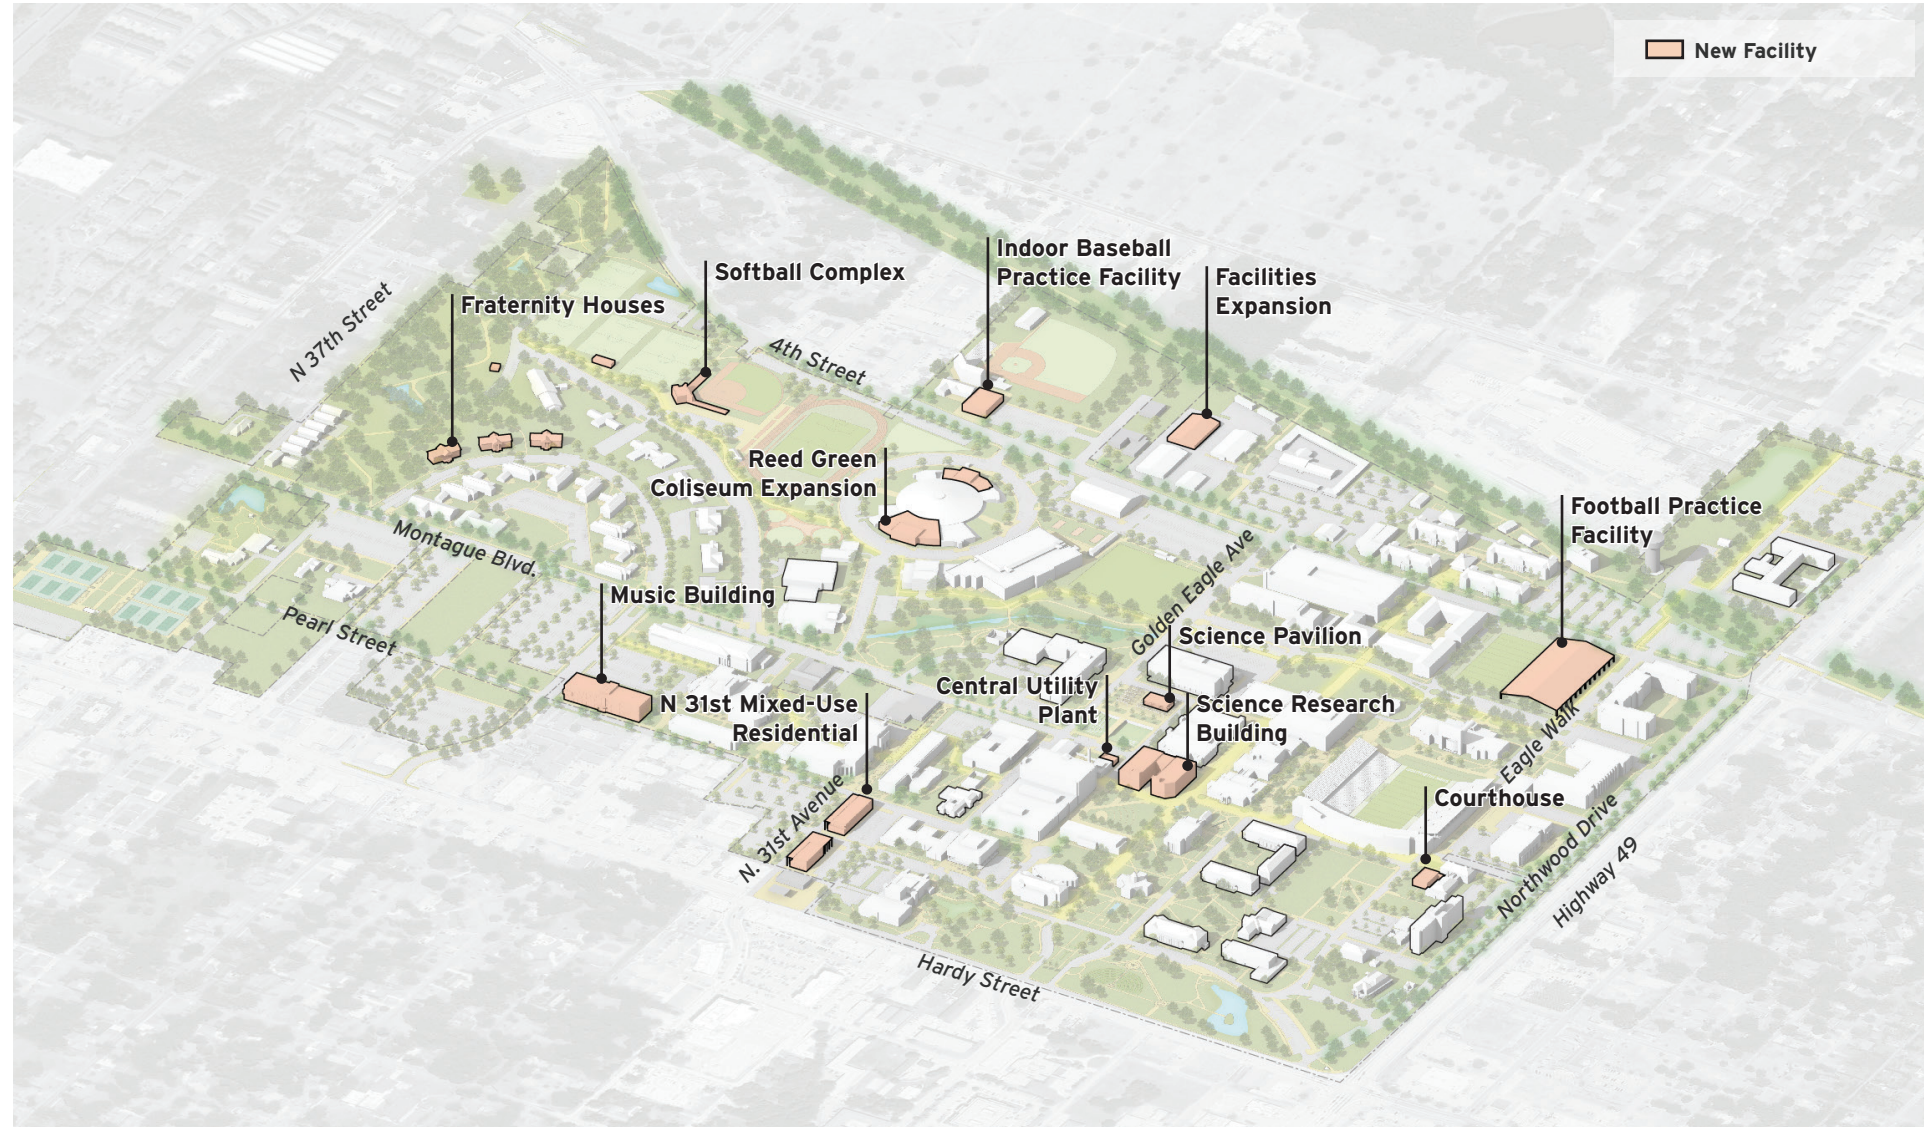 New Facility
Indoor Baseball
Practice Facility
Softball Complex
Facilities
Expansion
Fraternity Houses
N 37th Street
4th Street
Reed Green
Coliseum Expansion
Football Practice
Facility
Montague Blvd.
Golden Eagle Ave
Music Building
Pearl Street
Science Pavilion
Central Utility
Plant
N 31st Mixed-Use
Residential
Science Research
Building
Eagle Walk
N. 31st Avenue
Courthouse
Northwood Drive
Highway 49
Hardy Street